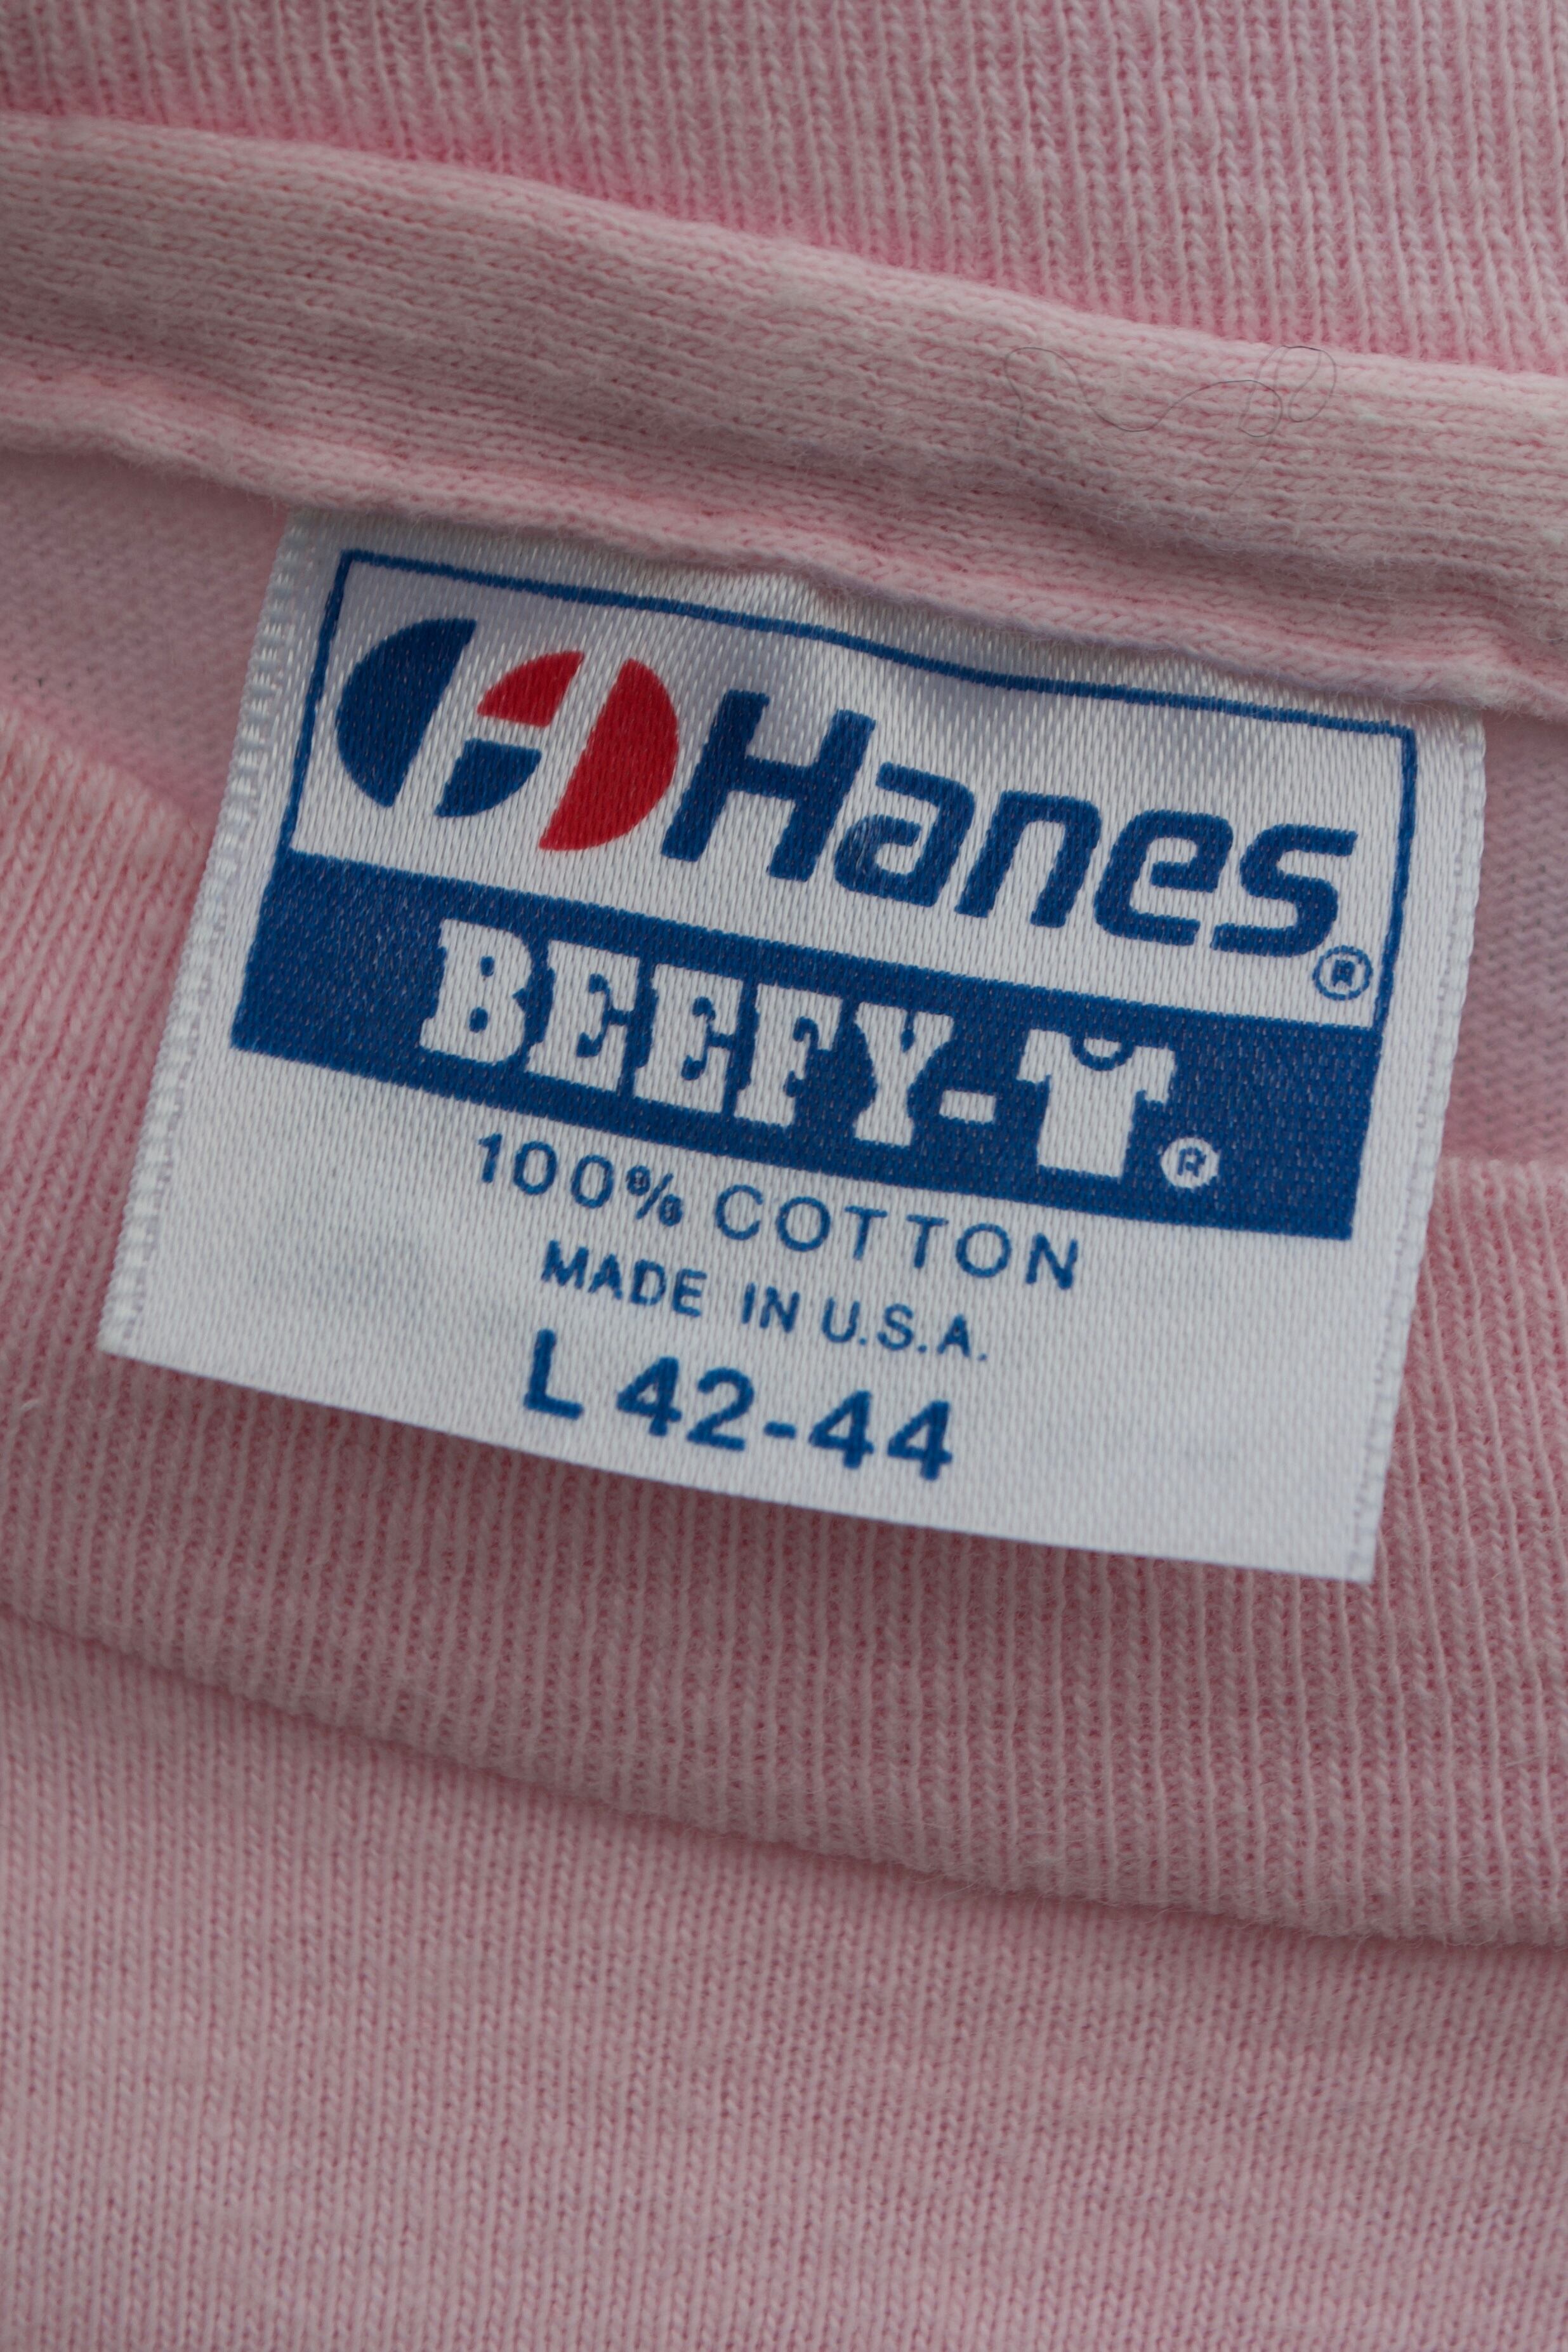 Hanes®
BEEFY-T®
100% COTTON
MADE IN U.S.A.
L 42-44